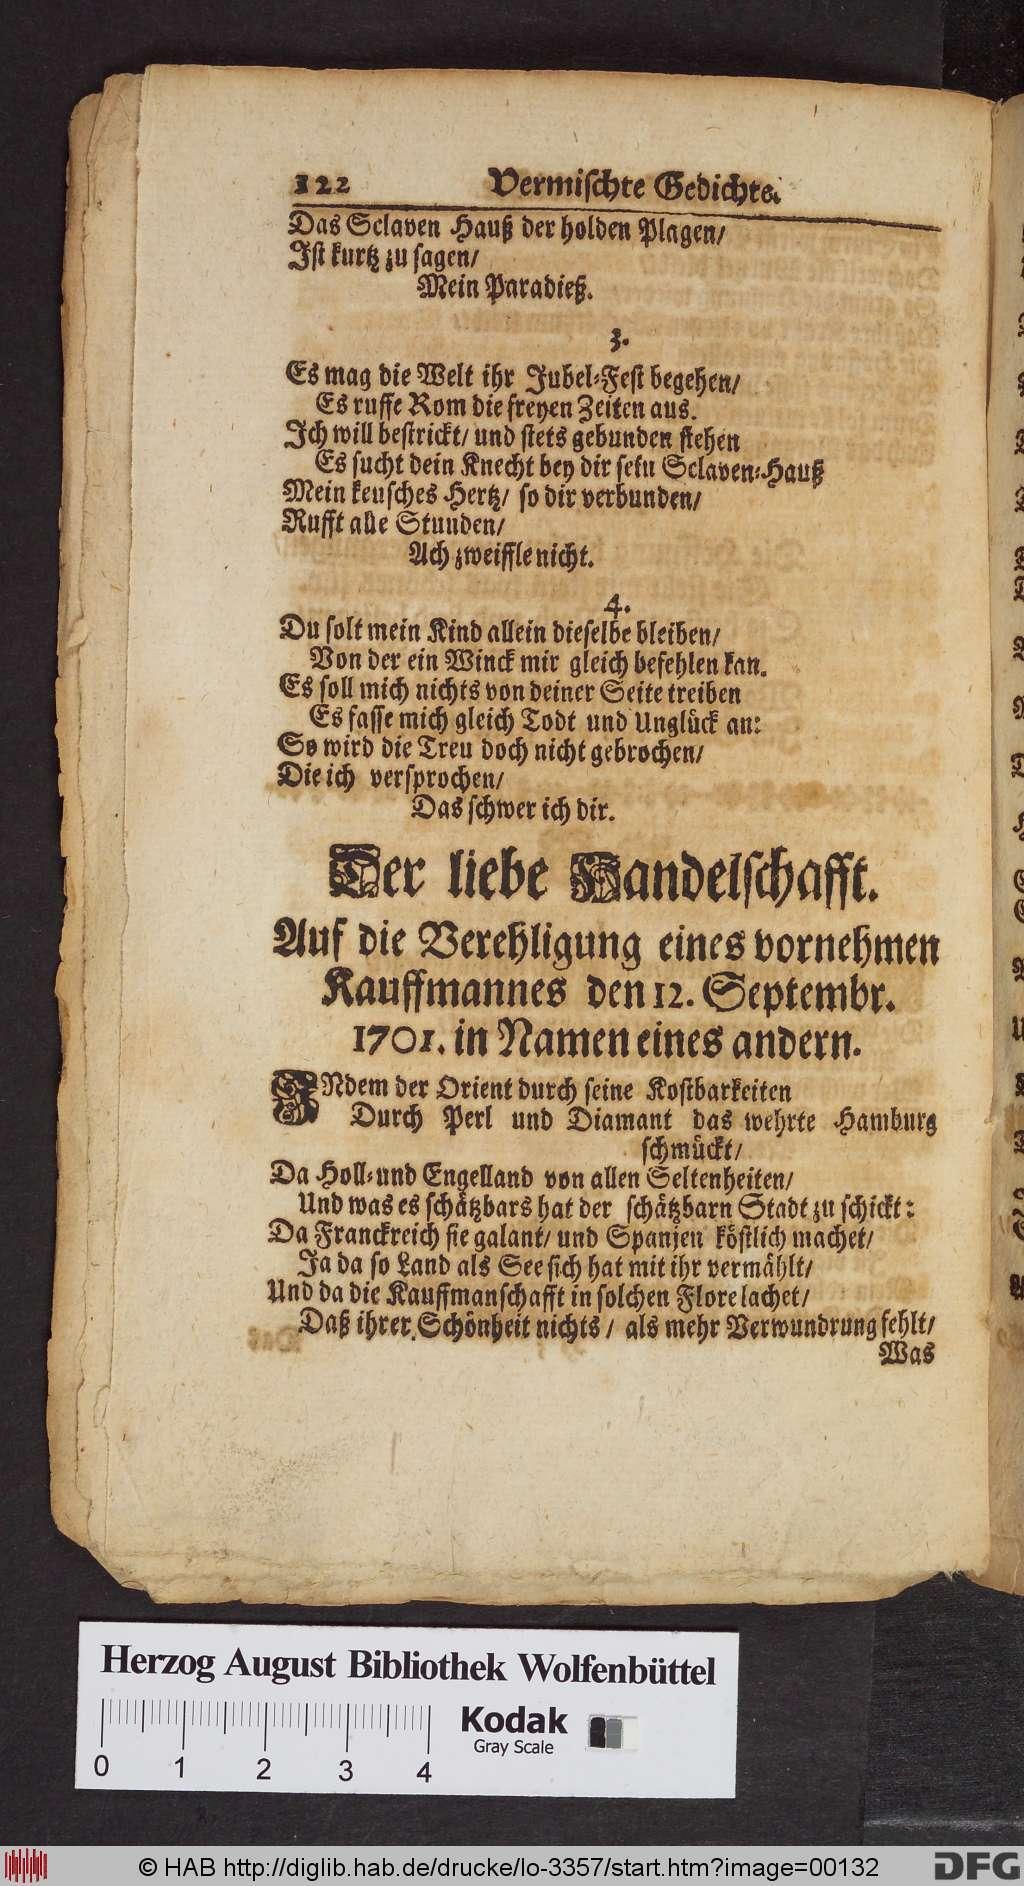 122 Vermischte Gedichte.
Das Sclaven Hauß der holden Plagen/
Ist kurtz zu sagen/
Mein Paradieß.
3.
Es mag die Welt ihr Jubel-Fest begehen/
Es ruffe Rom die freyen Zeiten aus.
Ich will bestrickt/ und stets gebunden stehen
Es sucht dein Knecht bey dir sein Sclaven-Hauß
Mein keusches Hertz/ so dir verbunden/
Rufft alle Stunden/
Ach zweiffle nicht.
4.
Du solt mein Kind allein dieselbe bleiben/
Von der ein Winck mir gleich befehlen kan.
Es soll mich nichts von deiner Seite treiben
Es fasse mich gleich Todt und Unglück an:
So wird die Treu doch nicht gebrochen/
Die ich versprochen/
Das schwer ich dir.
Der liebe Handelschafft.
Auf die Verehligung eines vornehmen
Kauffmannes den 12. Septembr.
1701. in Namen eines andern.
INdem der Orient durch seine Kostbarkeiten
Durch Perl und Diamant das wehrte Hamburg
schmückt/
Da Holl- und Engelland von allen Seltenheiten/
Und was es schätzbars hat der schätzbarn Stadt zu schickt:
Da Franckreich sie galant/ und Spanjen köstlich machet/
Ja da so Land als See sich hat mit ihr vermählt/
Und da die Kauffmanschafft in solchen Flore lachet/
Daß ihrer Schönheit nichts/ als mehr Verwundrung fehlt/
Was
Herzog August Bibliothek Wolfenbüttel
Kodak
Gray Scale
0 1 2 3 4
© HAB http://diglib.hab.de/drucke/lo-3357/start.htm?image=00132
DFG